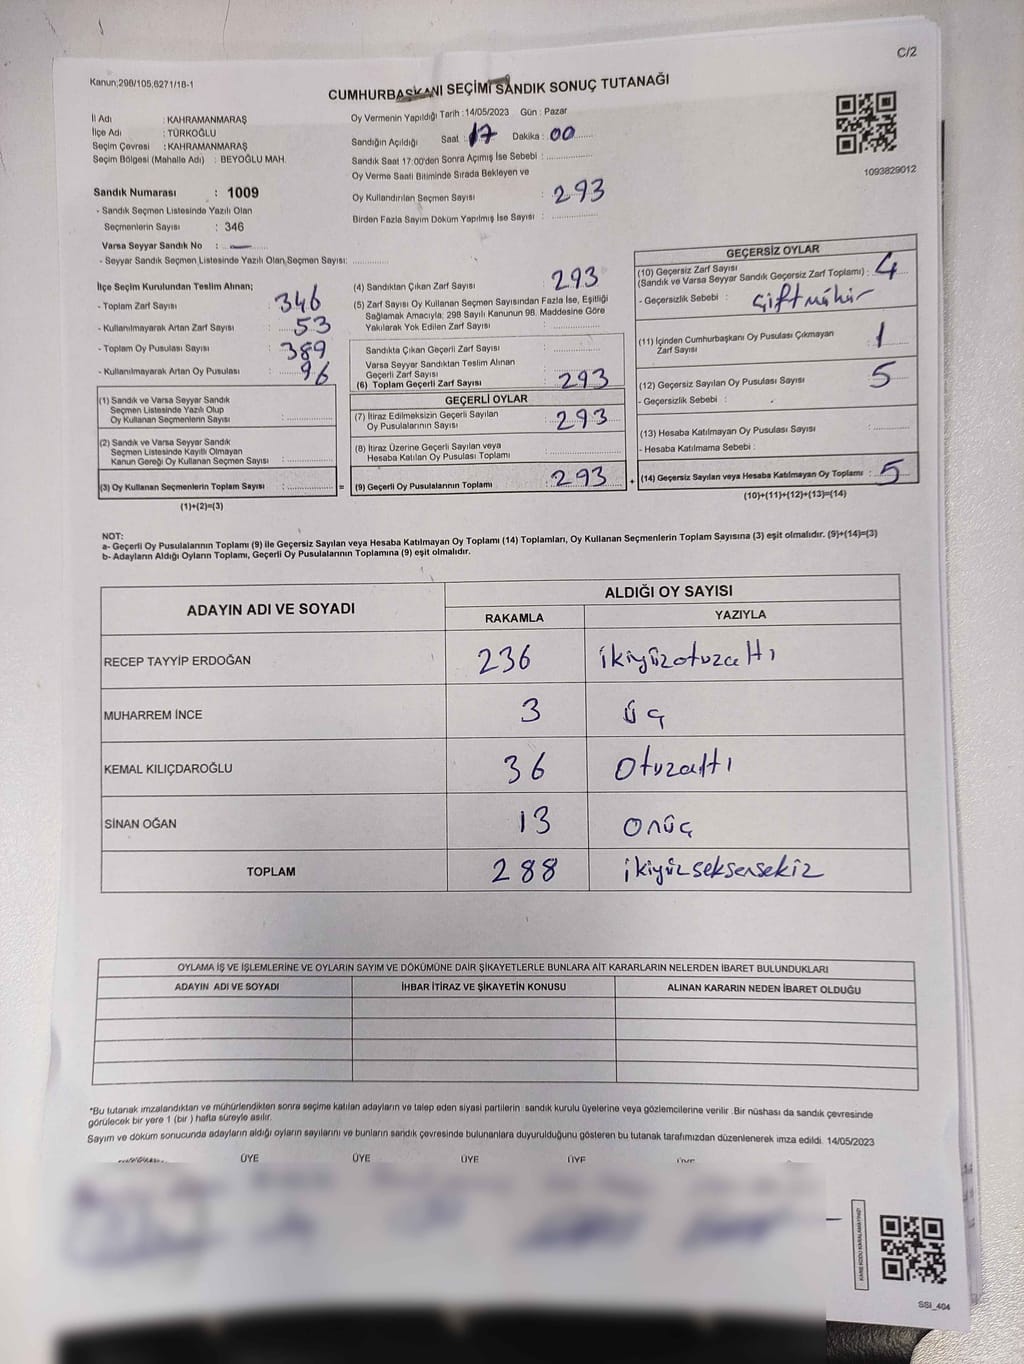 C/2
Kanun:298/105,6271/18-1
CUMHURBAŞKANI SEÇİMİ SANDIK SONUÇ TUTANAĞI
İl Adı : KAHRAMANMARAŞ
İlçe Adı : TÜRKOĞLU
Seçim Çevresi : KAHRAMANMARAŞ
Seçim Bölgesi (Mahalle Adı) : BEYOĞLU MAH.
Sandık Numarası : 1009
- Sandık Seçmen Listesinde Yazılı Olan
Seçmenlerin Sayısı : 346
Varsa Seyyar Sandık No : —
- Seyyar Sandık Seçmen Listesinde Yazılı Olan Seçmen Sayısı:
Oy Vermenin Yapıldığı Tarih : 14/05/2023 Gün : Pazar
Sandığın Açıldığı Saat : 17 Dakika : 00
Sandık Saat 17:00'den Sonra Açımış İse Sebebi :
Oy Verme Saati Bitiminde Sırada Bekleyen ve
Oy Kullandırılan Seçmen Sayısı : 293
Birden Fazla Sayım Döküm Yapılmış İse Sayısı :
1093829012
İlçe Seçim Kurulundan Teslim Alınan;
- Toplam Zarf Sayısı : 346
- Kullanılmayarak Artan Zarf Sayısı : 53
- Toplam Oy Pusulası Sayısı : 389
- Kullanılmayarak Artan Oy Pusulası : 96
(1) Sandık ve Varsa Seyyar Sandık
Seçmen Listesinde Yazılı Olup
Oy Kullanan Seçmenlerin Sayısı :
(2) Sandık ve Varsa Seyyar Sandık
Seçmen Listesinde Kayıtlı Olmayan
Kanun Gereği Oy Kullanan Seçmen Sayısı :
(3) Oy Kullanan Seçmenlerin Toplam Sayısı : =
(1)+(2)=(3)
(4) Sandıktan Çıkan Zarf Sayısı : 293
(5) Zarf Sayısı Oy Kullanan Seçmen Sayısından Fazla İse, Eşitliği
Sağlamak Amacıyla; 298 Sayılı Kanunun 98. Maddesine Göre
Yakılarak Yok Edilen Zarf Sayısı :
Sandıkta Çıkan Geçerli Zarf Sayısı :
Varsa Seyyar Sandıktan Teslim Alınan
Geçerli Zarf Sayısı :
(6) Toplam Geçerli Zarf Sayısı : 293
GEÇERLİ OYLAR
(7) İtiraz Edilmeksizin Geçerli Sayılan
Oy Pusulalarının Sayısı : 293
(8) İtiraz Üzerine Geçerli Sayılan veya
Hesaba Katılan Oy Pusulası Toplamı :
(9) Geçerli Oy Pusulalarının Toplamı : 293 +
GEÇERSİZ OYLAR
(10) Geçersiz Zarf Sayısı
(Sandık ve Varsa Seyyar Sandık Geçersiz Zarf Toplamı) : 4
- Geçersizlik Sebebi : Çiftmühür
(11) İçinden Cumhurbaşkanı Oy Pusulası Çıkmayan
Zarf Sayısı : 1
(12) Geçersiz Sayılan Oy Pusulası Sayısı : 5
- Geçersizlik Sebebi :
(13) Hesaba Katılmayan Oy Pusulası Sayısı :
- Hesaba Katılmama Sebebi :
(14) Geçersiz Sayılan veya Hesaba Katılmayan Oy Toplamı : 5
(10)+(11)+(12)+(13)=(14)
NOT:
a- Geçerli Oy Pusulalarının Toplamı (9) ile Geçersiz Sayılan veya Hesaba Katılmayan Oy Toplamı (14) Toplamları, Oy Kullanan Seçmenlerin Toplam Sayısına (3) eşit olmalıdır. (9)+(14)=(3)
b- Adayların Aldığı Oyların Toplamı, Geçerli Oy Pusulalarının Toplamına (9) eşit olmalıdır.
ADAYIN ADI VE SOYADI ALDIĞI OY SAYISI
RAKAMLA YAZIYLA
RECEP TAYYİP ERDOĞAN 236 ikiyüzotuzaltı
MUHARREM İNCE 3 üç
KEMAL KILIÇDAROĞLU 36 Otuzaltı
SİNAN OĞAN 13 onüç
TOPLAM 288 ikiyüzseksensekiz
OYLAMA İŞ VE İŞLEMLERİNE VE OYLARIN SAYIM VE DÖKÜMÜNE DAİR ŞİKAYETLERLE BUNLARA AİT KARARLARIN NELERDEN İBARET BULUNDUKLARI
ADAYIN ADI VE SOYADI İHBAR İTİRAZ VE ŞİKAYETİN KONUSU ALINAN KARARIN NEDEN İBARET OLDUĞU
*Bu tutanak imzalandıktan ve mühürlendikten sonra seçime katılan adayların ve talep eden siyasi partilerin sandık kurulu üyelerine veya gözlemcilerine verilir .Bir nüshası da sandık çevresinde
görülecek bir yere 1 (bir ) hafta süreyle asılır.
Sayım ve döküm sonucunda adayların aldığı oyların sayılarını ve bunların sandık çevresinde bulunanlara duyurulduğunu gösteren bu tutanak tarafımızdan düzenlenerek imza edildi. 14/05/2023
ÜYE ÜYE ÜYE ÜYE ÜYE
KARE KODU KARALAMAYINIZ!
SSI_404